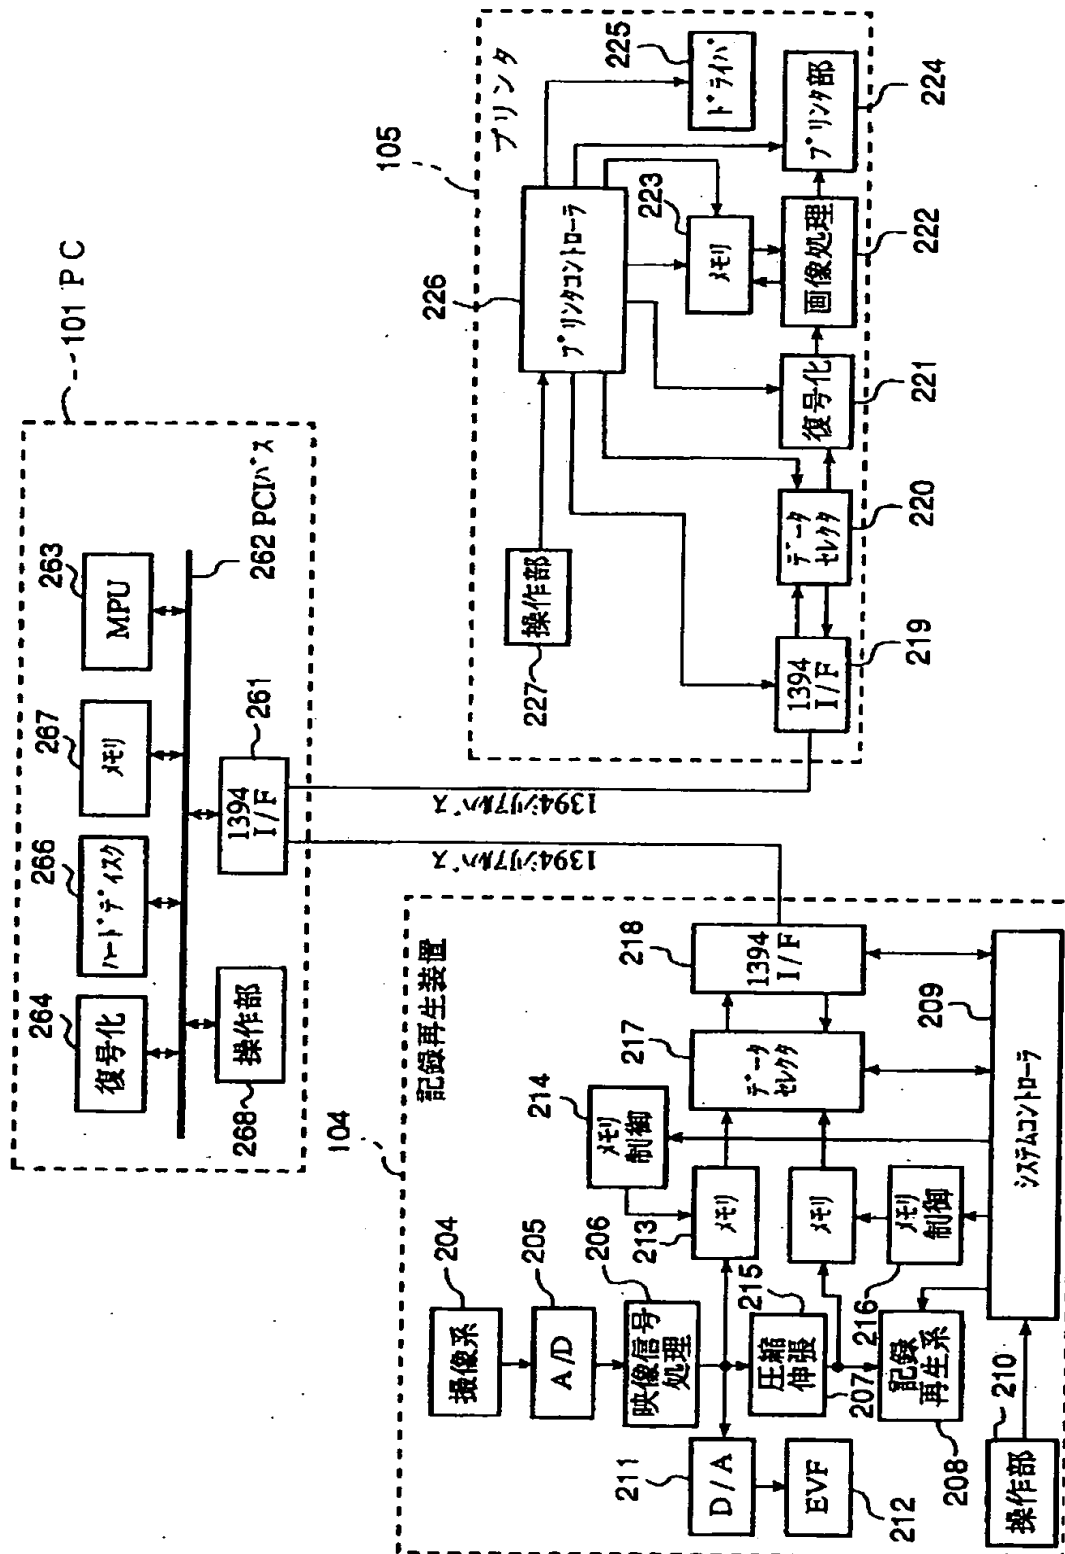 101 PC
263
MPU
267
メモリ
266
ハードディスク
264
復号化
262 PCIバス
261
1394
I/F
操作部
268
1394シリアルバス
1394シリアルバス
105
プリンタ
226
プリンタコントローラ
225
ドライバ
223
メモリ
227
操作部
プリンタ部
224
画像処理
222
復号化
221
データ
セレクタ
220
1394
I/F
219
104
記録再生装置
204
撮像系
205
A/D
206
映像信号
処理
213
メモリ
214
メモリ
制御
217
データ
セレクタ
218
1394
I/F
211
D/A
212
EVF
215
圧縮
伸張
207
メモリ
216
メモリ
制御
記録
再生系
208
209
システムコントローラ
210
操作部